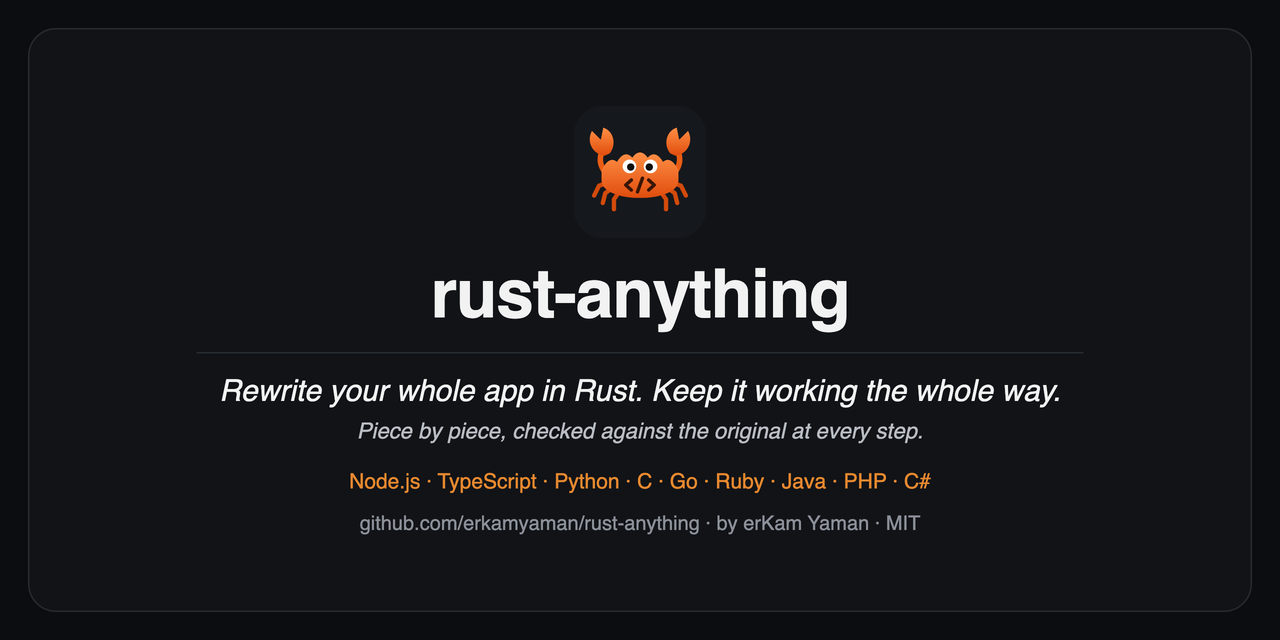 </>
rust-anything
Rewrite your whole app in Rust. Keep it working the whole way.
Piece by piece, checked against the original at every step.
Node.js · TypeScript · Python · C · Go · Ruby · Java · PHP · C#
github.com/erkamyaman/rust-anything · by erKam Yaman · MIT